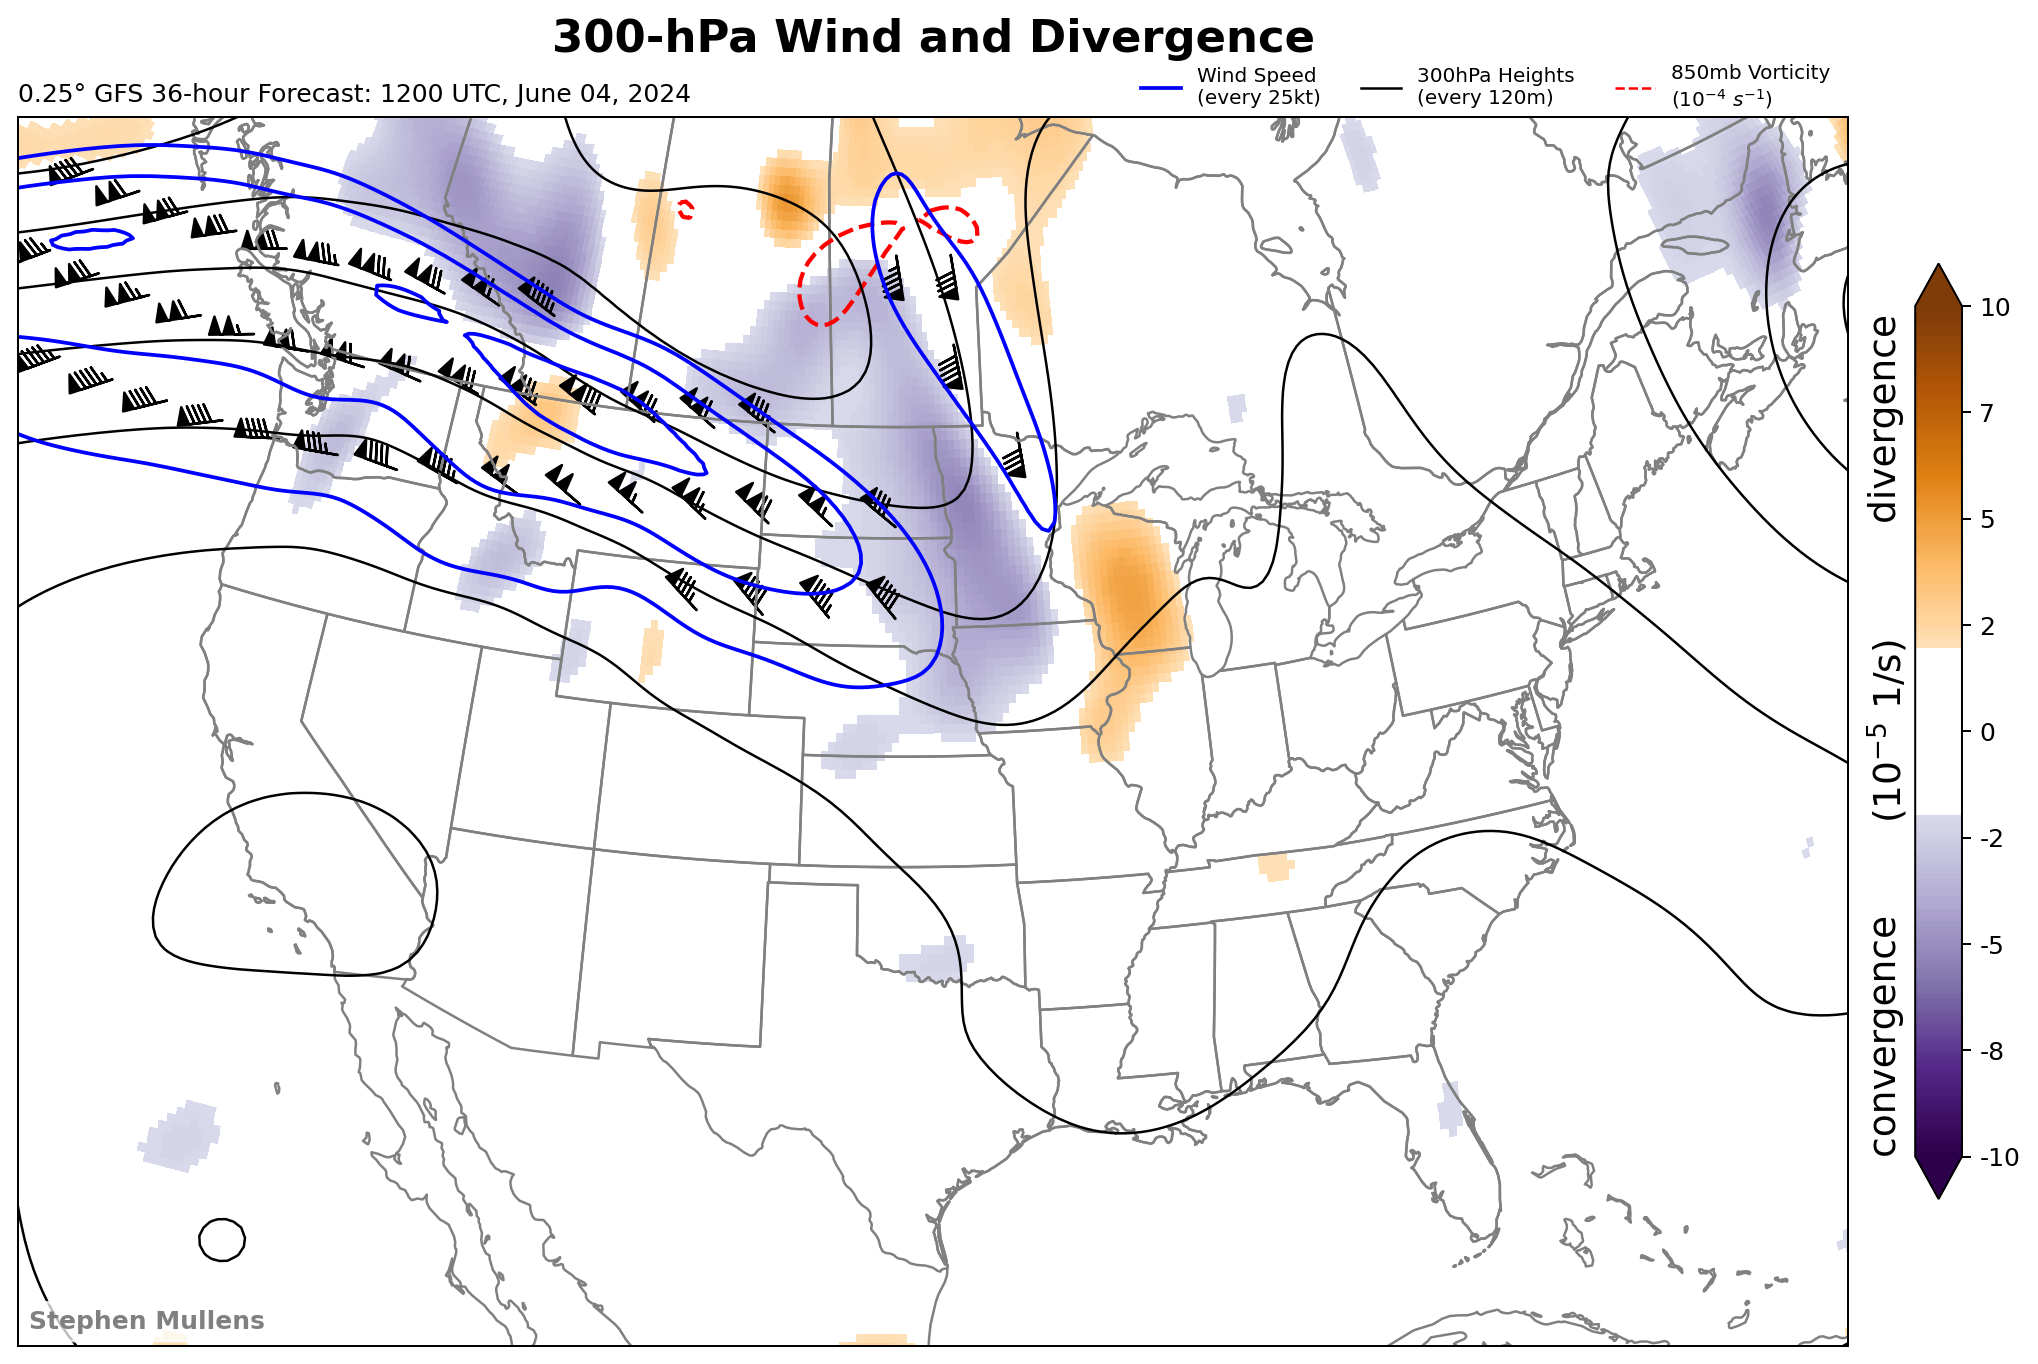 300-hPa Wind and Divergence
0.25° GFS 36-hour Forecast: 1200 UTC, June 04, 2024
Wind Speed
(every 25kt)
300hPa Heights
(every 120m)
850mb Vorticity
(10⁻⁴ s⁻¹)
10
7
5
2
0
-2
-5
-8
-10
convergence (10⁻⁵ 1/s) divergence
Stephen Mullens